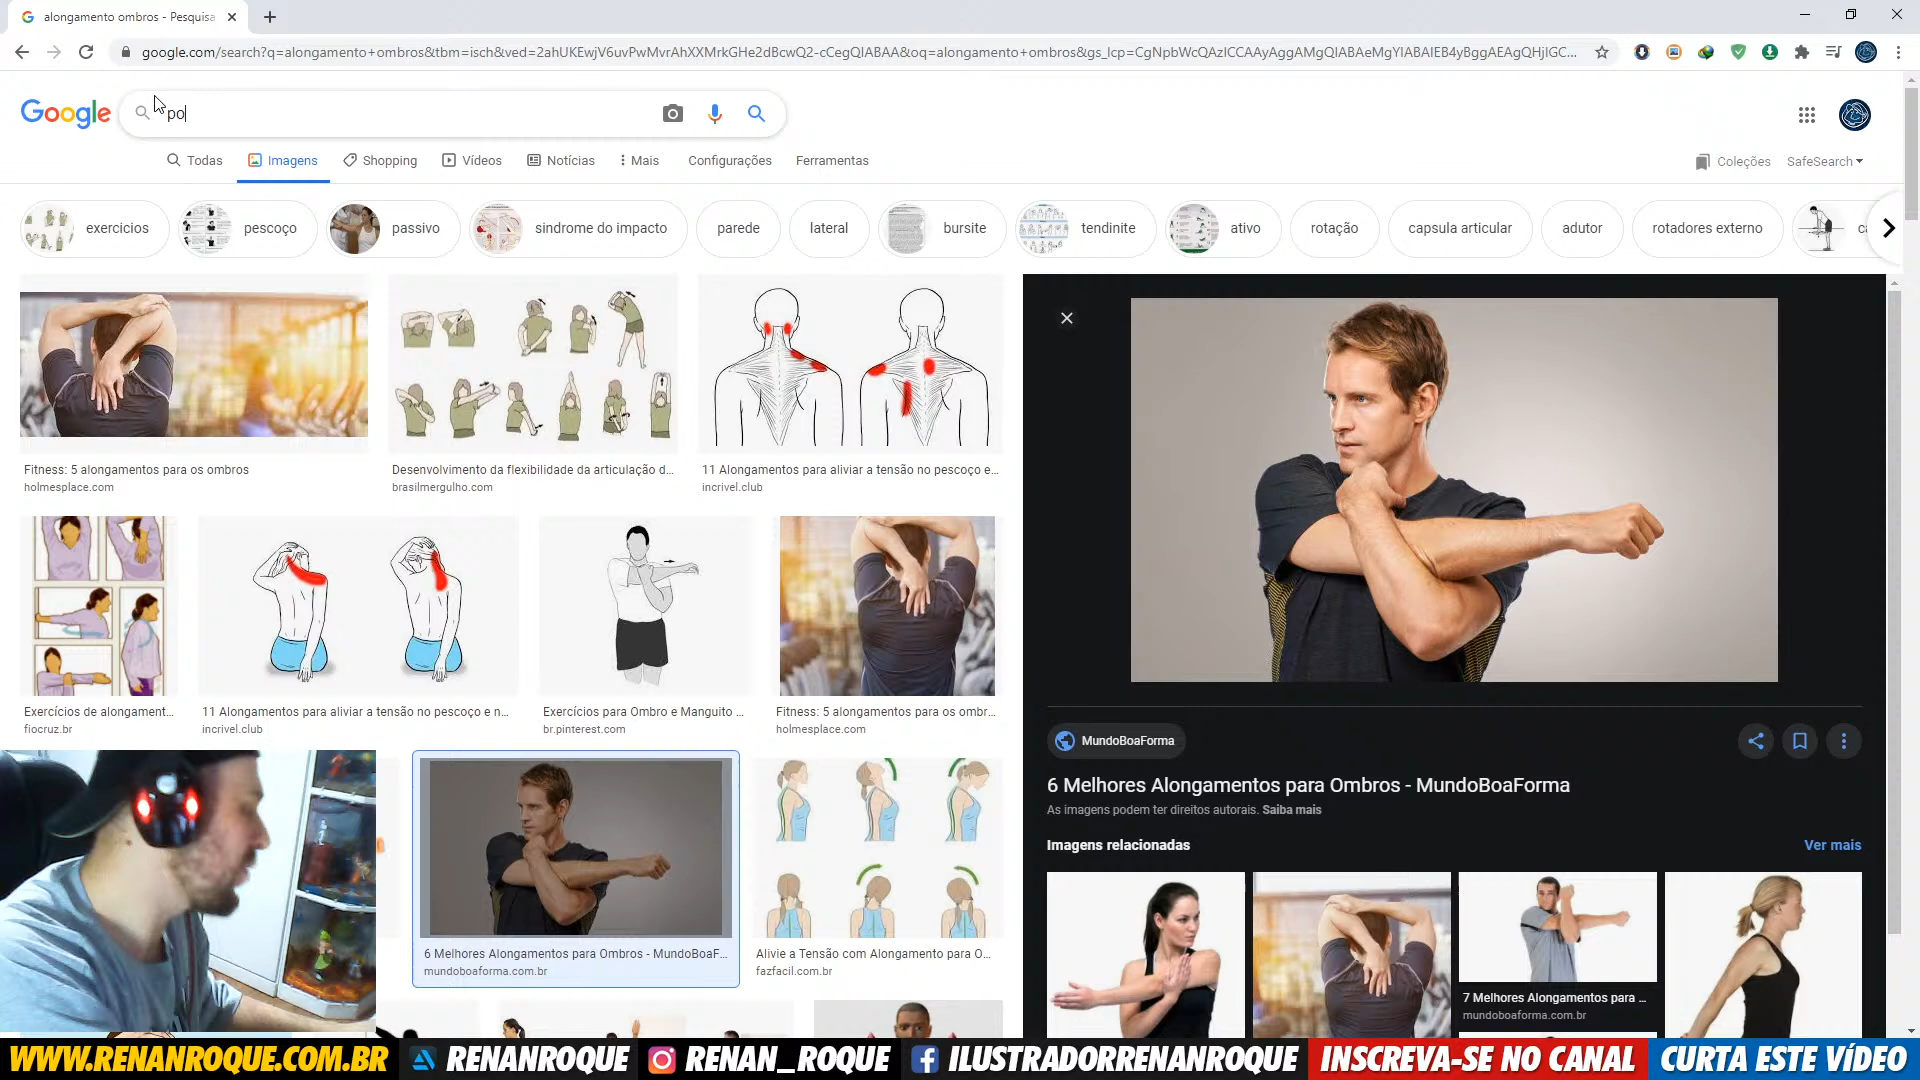 alongamento ombros - Pesquisa
google.com/search?q=alongamento+ombros&tbm=isch&ved=2ahUKEwjV6uvPwMvrAhXXMrkGHe2dBcwQ2-cCegQIABAA&oq=alongamento+ombros&gs_lcp=CgNpbWcQAzICCAAyAggAMgQIABAeMgYIABAIEB4yBggAEAgQHjIGC...
Google
po
Todas
Imagens
Shopping
Vídeos
Notícias
Mais
Configurações
Ferramentas
Coleções
SafeSearch
exercicios
pescoço
passivo
sindrome do impacto
parede
lateral
bursite
tendinite
ativo
rotação
capsula articular
adutor
rotadores externo
Fitness: 5 alongamentos para os ombros
holmesplace.com
Desenvolvimento da flexibilidade da articulação d...
brasilmergulho.com
11 Alongamentos para aliviar a tensão no pescoço e...
incrivel.club
Exercícios de alongament...
fiocruz.br
11 Alongamentos para aliviar a tensão no pescoço e n...
incrivel.club
Exercícios para Ombro e Manguito ...
br.pinterest.com
Fitness: 5 alongamentos para os ombr...
holmesplace.com
6 Melhores Alongamentos para Ombros - MundoBoaF...
mundoboaforma.com.br
Alivie a Tensão com Alongamento para O...
fazfacil.com.br
MundoBoaForma
6 Melhores Alongamentos para Ombros - MundoBoaForma
As imagens podem ter direitos autorais. Saiba mais
Imagens relacionadas
Ver mais
7 Melhores Alongamentos para ...
mundoboaforma.com.br
WWW.RENANROQUE.COM.BR
RENANROQUE
RENAN_ROQUE
ILUSTRADORRENANROQUE
INSCREVA-SE NO CANAL
CURTA ESTE VÍDEO